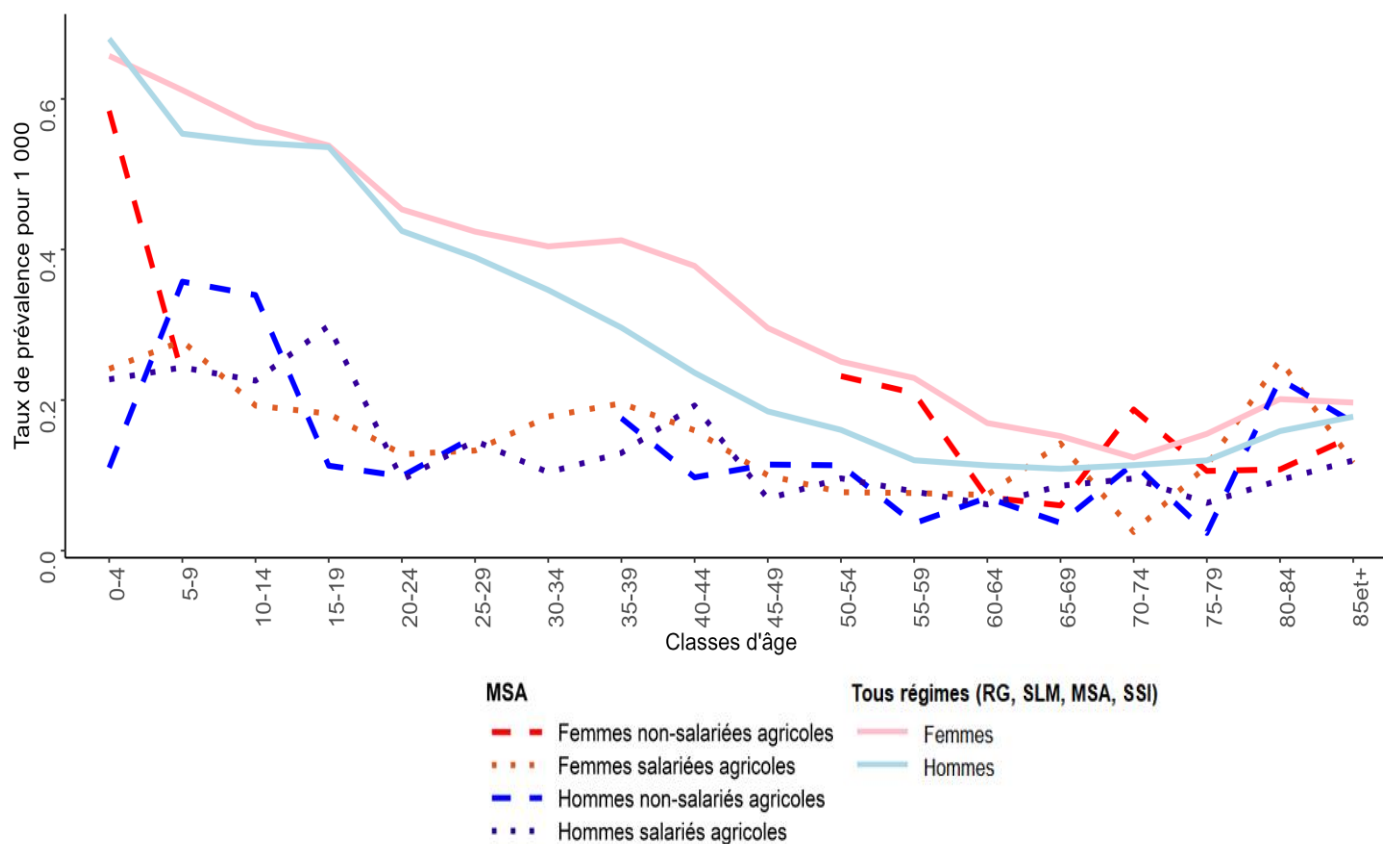 Taux de prévalence pour 1 000
0.6
0.4
0.2
0.0
0-4
5-9
10-14
15-19
20-24
25-29
30-34
35-39
40-44
45-49
50-54
55-59
60-64
65-69
70-74
75-79
80-84
85et+
Classes d'âge
MSA
Femmes non-salariées agricoles
Femmes salariées agricoles
Hommes non-salariés agricoles
Hommes salariés agricoles
Tous régimes (RG, SLM, MSA, SSI)
Femmes
Hommes